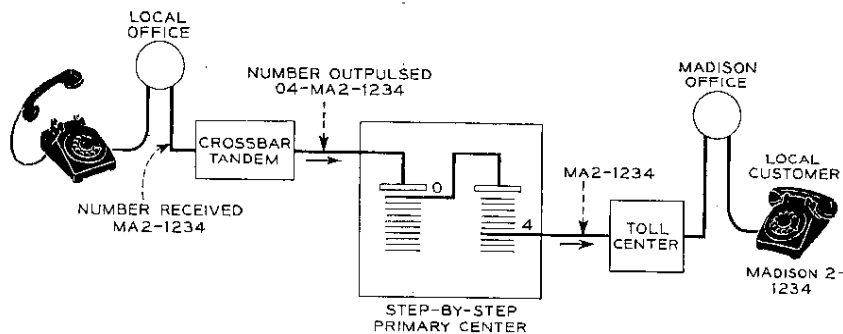 LOCAL
OFFICE
NUMBER OUTPULSED
04-MA2-1234
CROSSBAR
TANDEM
NUMBER RECEIVED
MA2-1234
0
4
STEP-BY-STEP
PRIMARY CENTER
MA2-1234
TOLL
CENTER
MADISON
OFFICE
LOCAL
CUSTOMER
MADISON 2-
1234